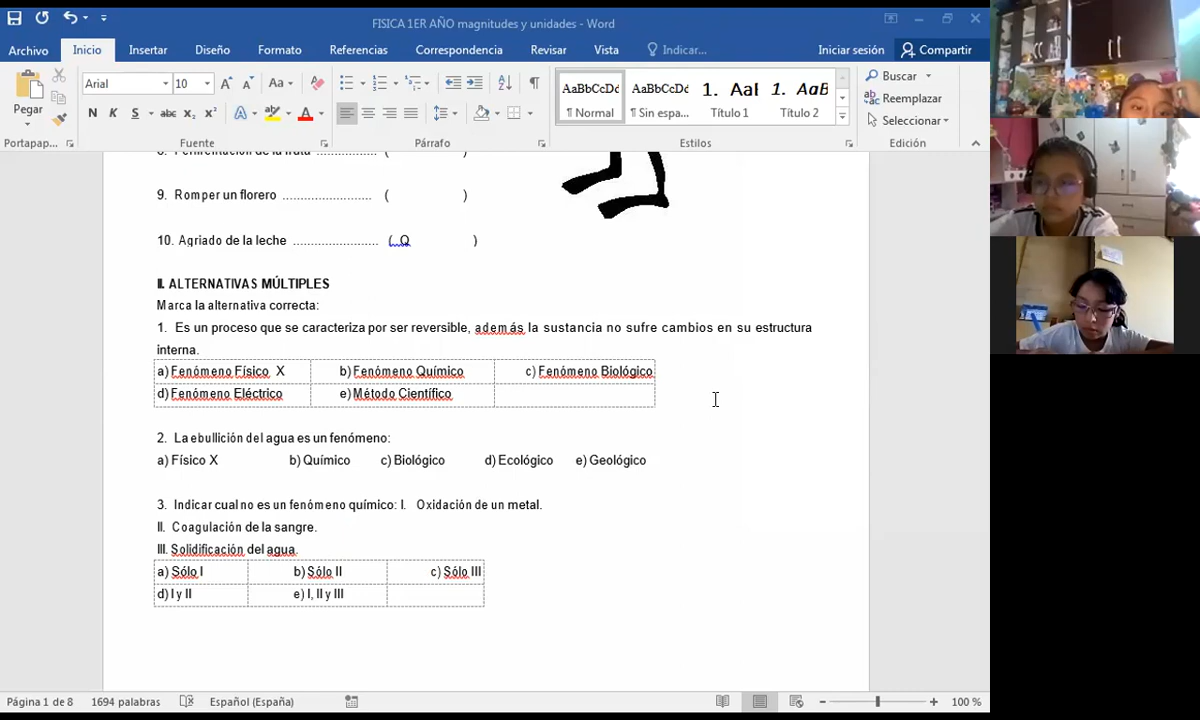 FISICA 1ER AÑO magnitudes y unidades - Word
Archivo Inicio Insertar Diseño Formato Referencias Correspondencia Revisar Vista Indicar... Iniciar sesión Compartir
Pegar
Arial 10 Aa
N K S abc X₂ X² A A
AaBbCcDc AaBbCcDc 1. AaI 1. AaB
¶ Normal ¶ Sin espa... Título 1 Título 2
Buscar
Reemplazar
Seleccionar
Portapap... Fuente Párrafo Estilos Edición
9. Romper un florero ........................ ( )
10. Agriado de la leche ....................... ( Q )
II. ALTERNATIVAS MÚLTIPLES
Marca la alternativa correcta:
1. Es un proceso que se caracteriza por ser reversible, además la sustancia no sufre cambios en su estructura
interna.
a) Fenómeno Físico X b) Fenómeno Químico c) Fenómeno Biológico
d) Fenómeno Eléctrico e) Método Científico
2. La ebullición del agua es un fenómeno:
a) Físico X b) Químico c) Biológico d) Ecológico e) Geológico
3. Indicar cual no es un fenómeno químico: I. Oxidación de un metal.
II. Coagulación de la sangre.
III. Solidificación del agua.
a) Sólo I b) Sólo II c) Sólo III
d) I y II e) I, II y III
Página 1 de 8 1694 palabras Español (España) 100 %